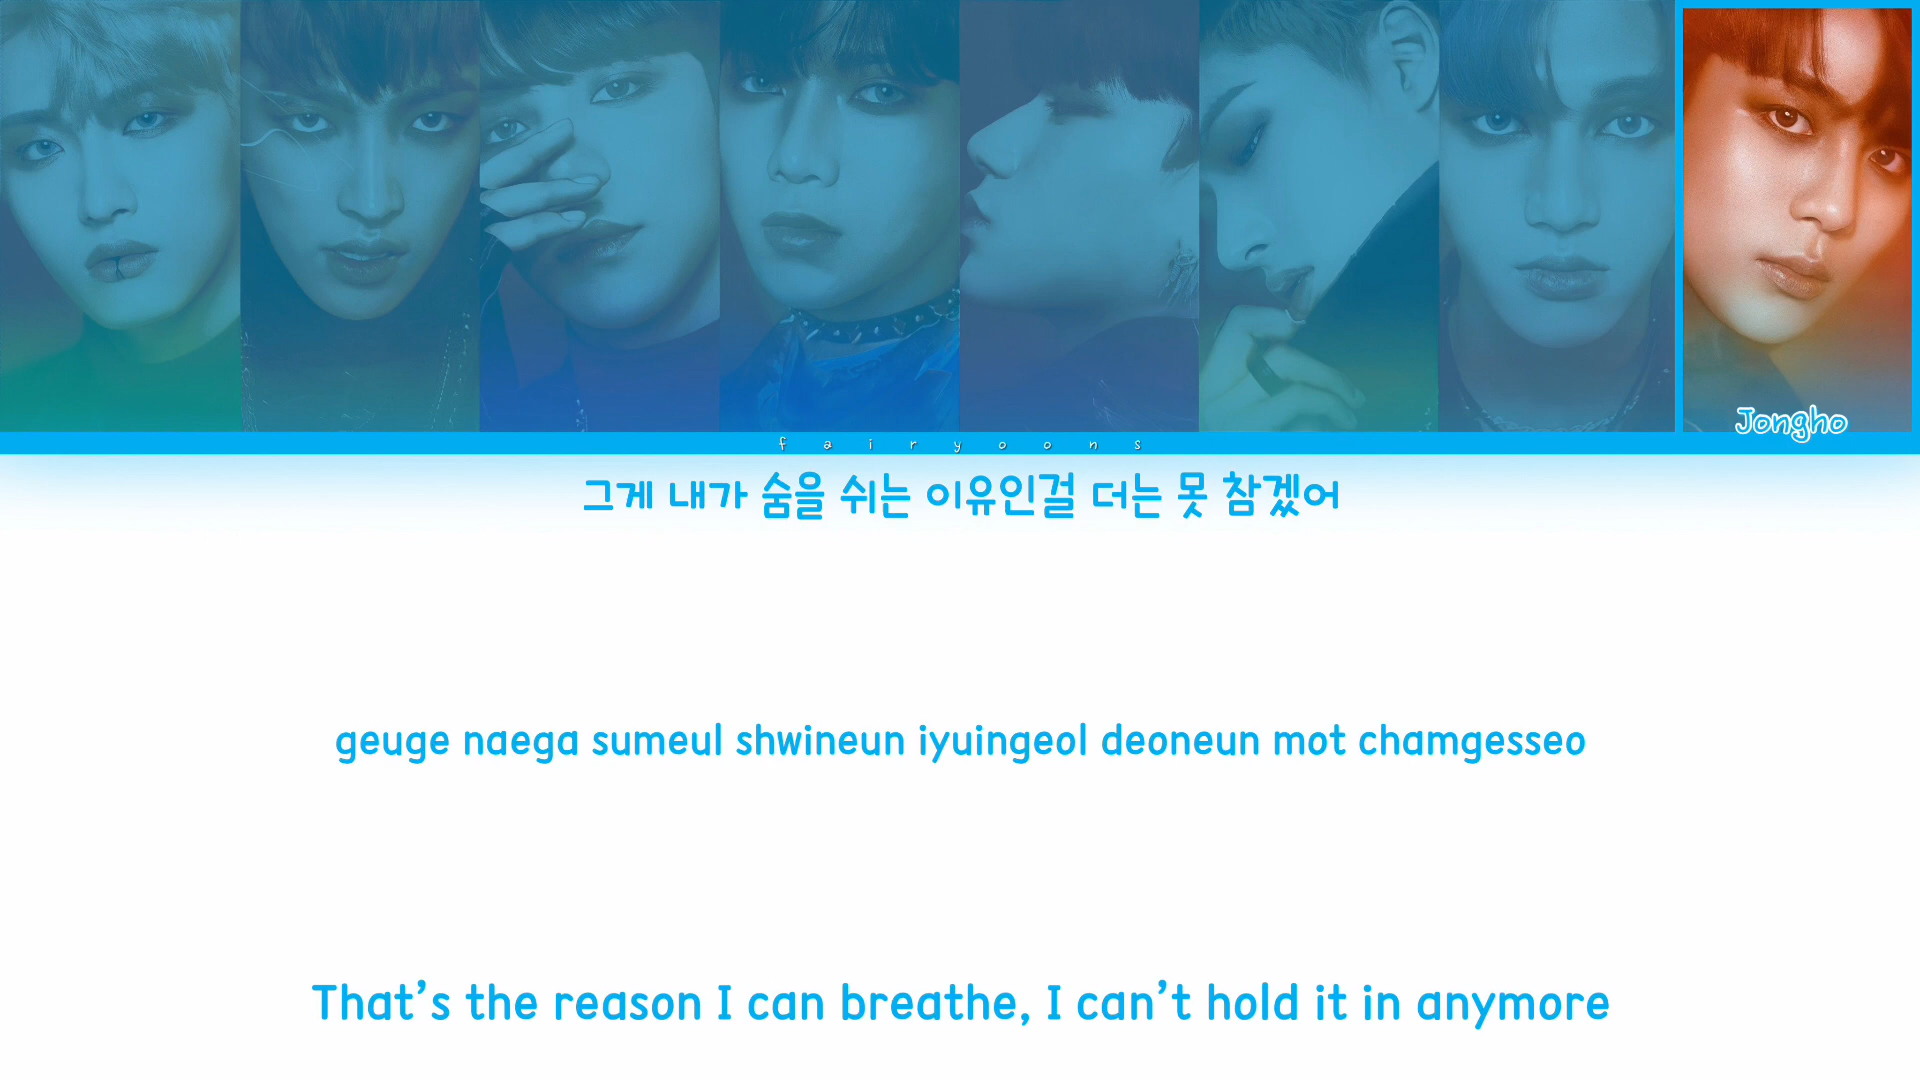 Jongho
fairyoons
그게 내가 숨을 쉬는 이유인걸 더는 못 참겠어
geuge naega sumeul shwineun iyuingeol deoneun mot chamgesseo
That's the reason I can breathe, I can't hold it in anymore